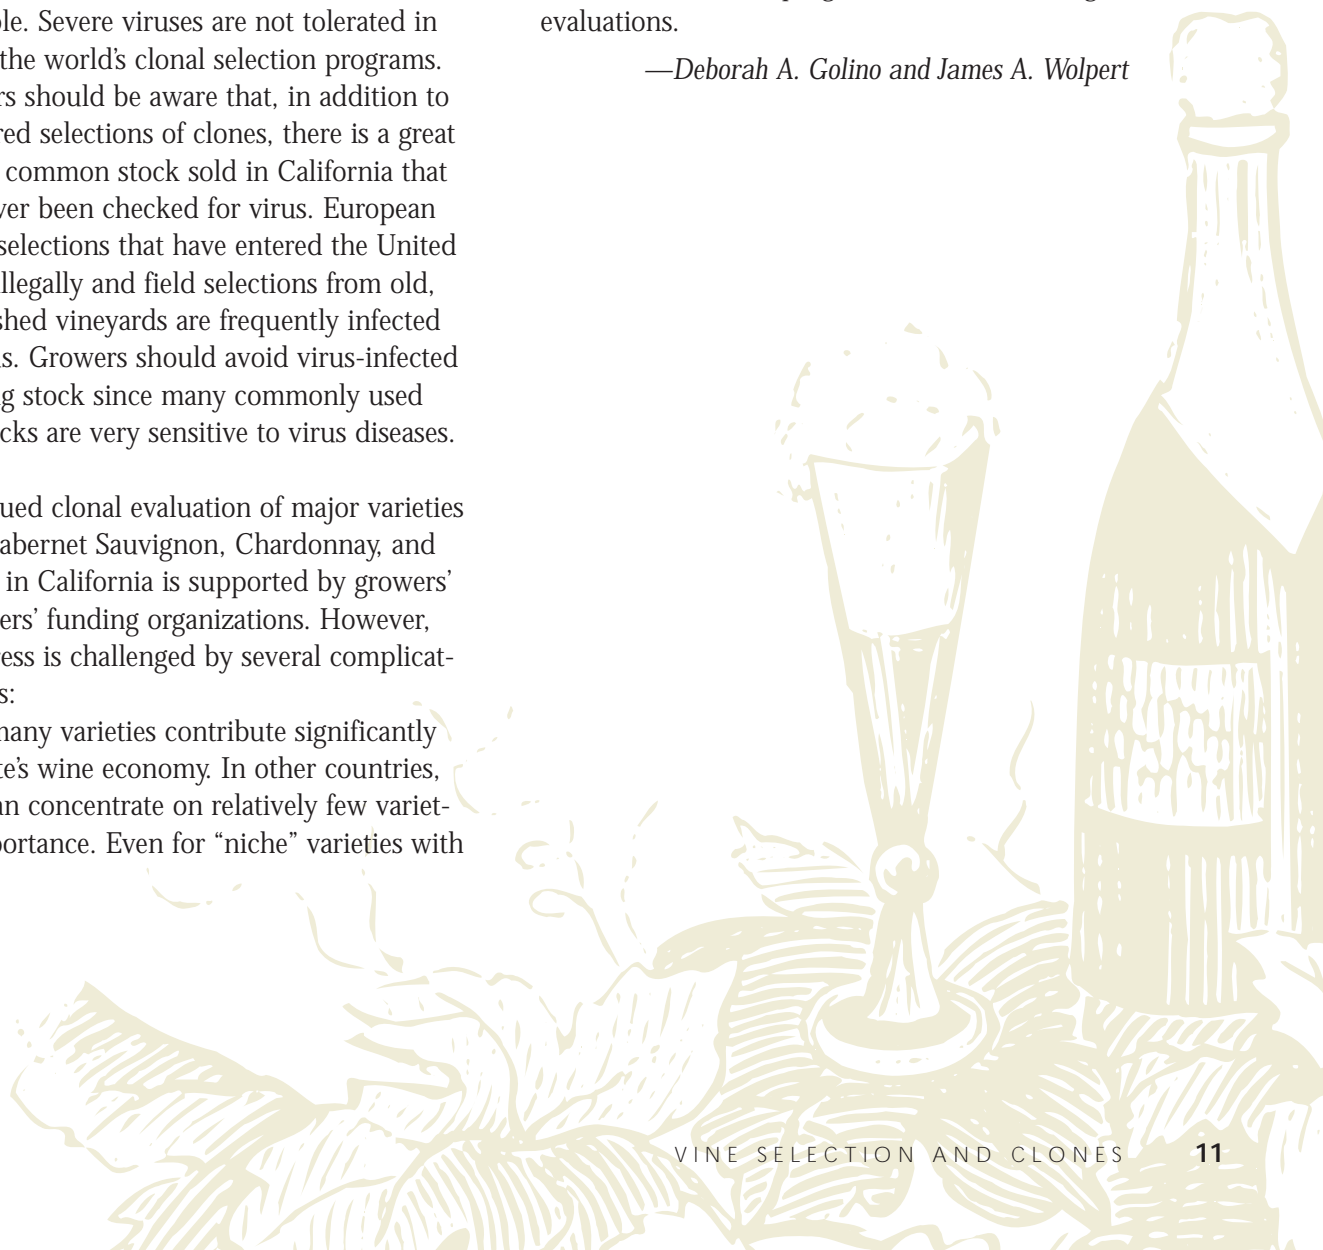 ole. Severe viruses are not tolerated in
the world’s clonal selection programs.
rs should be aware that, in addition to
red selections of clones, there is a great
common stock sold in California that
ver been checked for virus. European
selections that have entered the United
llegally and field selections from old,
shed vineyards are frequently infected
s. Growers should avoid virus-infected
g stock since many commonly used
cks are very sensitive to virus diseases.
ued clonal evaluation of major varieties
abernet Sauvignon, Chardonnay, and
in California is supported by growers’
ers’ funding organizations. However,
ess is challenged by several complicat-
s:
many varieties contribute significantly
te’s wine economy. In other countries,
an concentrate on relatively few variet-
portance. Even for “niche” varieties with
evaluations.
—Deborah A. Golino and James A. Wolpert
VINE SELECTION AND CLONES 11